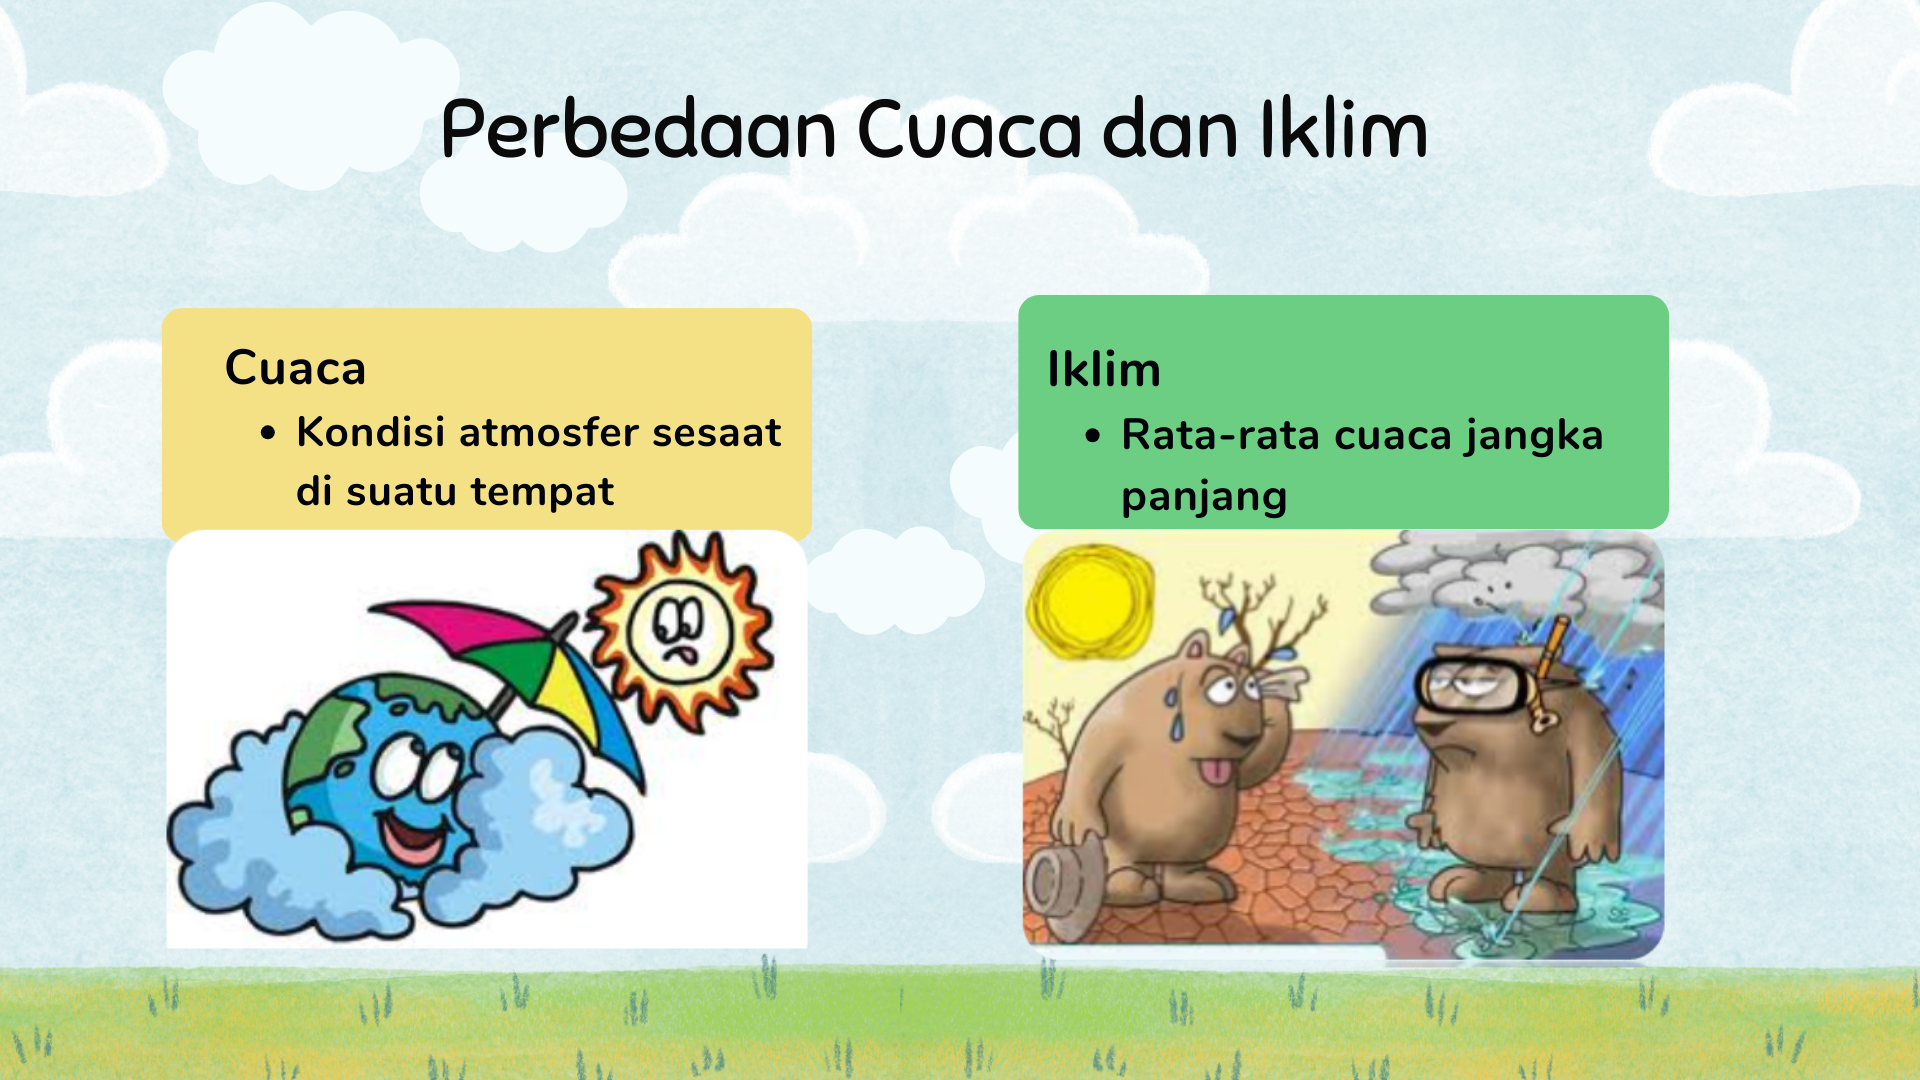 Perbedaan Cuaca dan Iklim
Cuaca
• Kondisi atmosfer sesaat
di suatu tempat
Iklim
• Rata-rata cuaca jangka
panjang